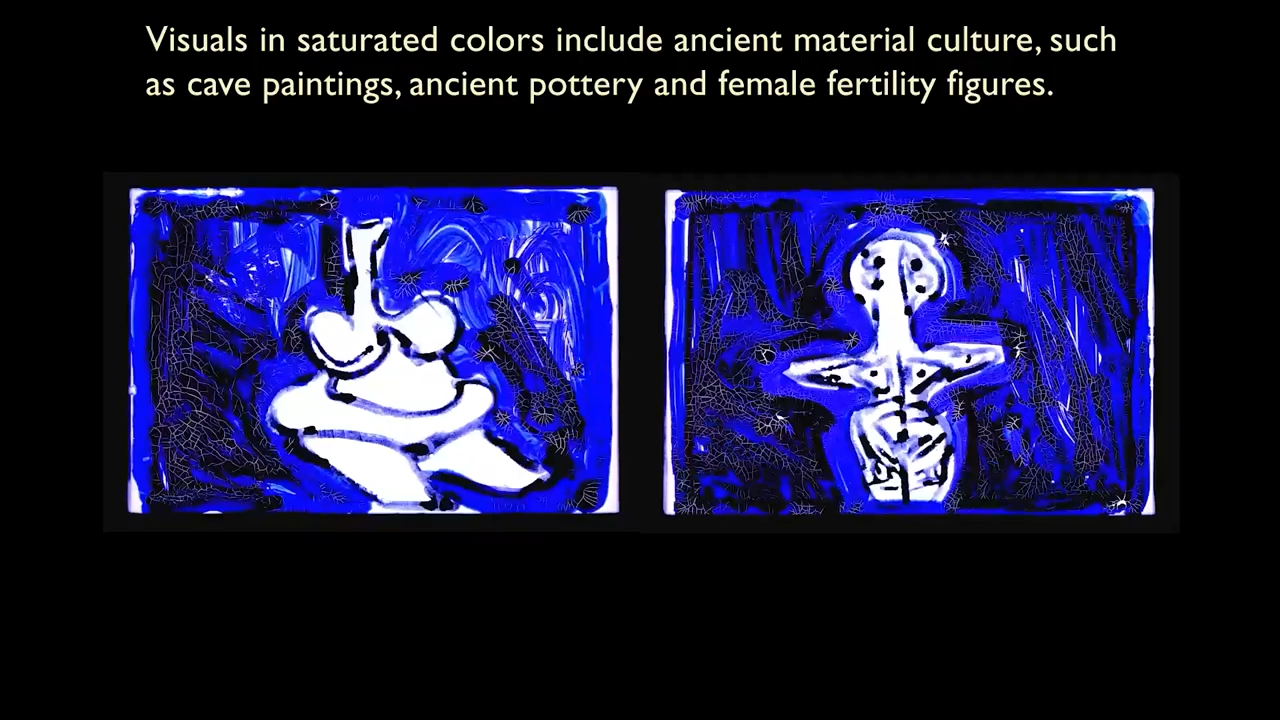 Visuals in saturated colors include ancient material culture, such
as cave paintings, ancient pottery and female fertility figures.